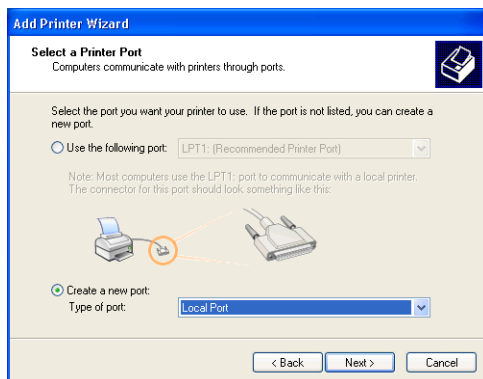 Add Printer Wizard
Select a Printer Port
Computers communicate with printers through ports.
Select the port you want your printer to use. If the port is not listed, you can create a
new port.
Use the following port: LPT1: (Recommended Printer Port)
Note: Most computers use the LPT1: port to communicate with a local printer.
The connector for this port should look something like this:
Create a new port:
Type of port: Local Port
< Back Next > Cancel